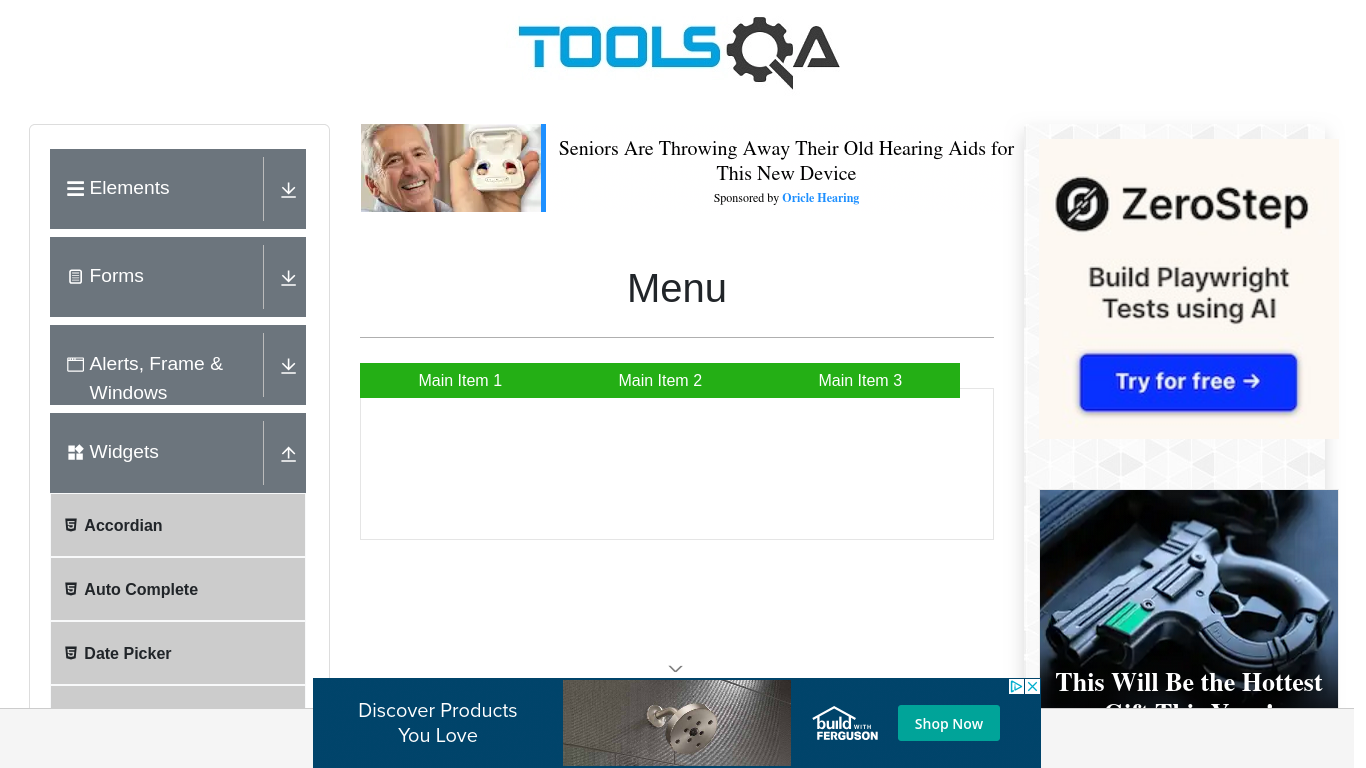 TOOLSQA
Elements
Forms
Alerts, Frame &
Windows
Widgets
Accordian
Auto Complete
Date Picker
Seniors Are Throwing Away Their Old Hearing Aids for
This New Device
Sponsored by Oricle Hearing
Menu
Main Item 1
Main Item 2
Main Item 3
ZeroStep
Build Playwright
Tests using AI
Try for free →
This Will Be the Hottest
Gift This Year!
Discover Products
You Love
build WITH
FERGUSON
Shop Now